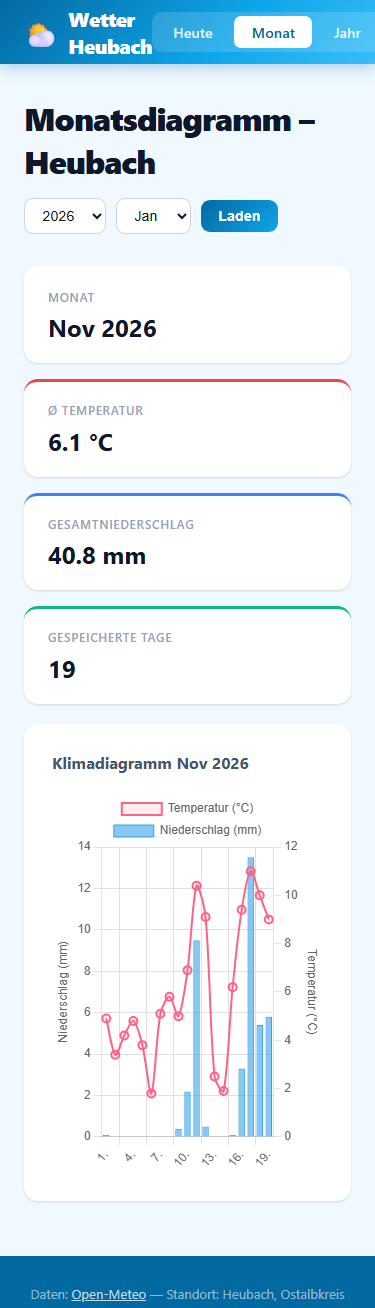 Wetter
Heubach
Heute
Monat
Jahr
Monatsdiagramm –
Heubach
2026
Jan
Laden
MONAT
Nov 2026
Ø TEMPERATUR
6.1 °C
GESAMTNIEDERSCHLAG
40.8 mm
GESPEICHERTE TAGE
19
Klimadiagramm Nov 2026
Temperatur (°C)
Niederschlag (mm)
14
12
10
8
6
4
2
0
Niederschlag (mm)
12
10
8
6
4
2
0
Temperatur (°C)
1.
4.
7.
10.
13.
16.
19.
Daten: Open-Meteo — Standort: Heubach, Ostalbkreis